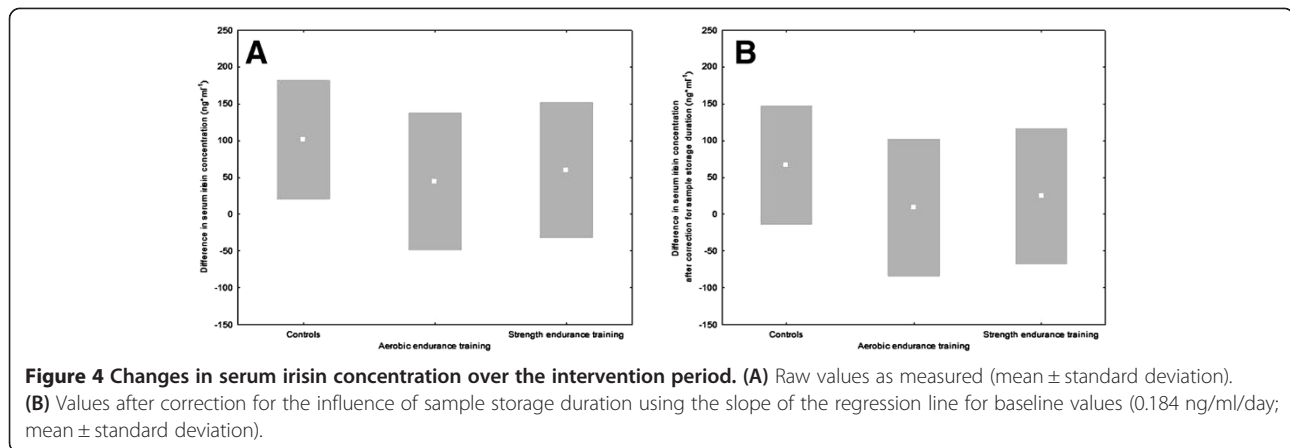 A
Difference in serum irisin concentration (ng*ml⁻¹)
250
200
150
100
50
0
-50
-100
-150
Controls
Aerobic endurance training
Strength endurance training
B
Difference in serum irisin concentration
after correction for sample storage duration (ng*ml⁻¹)
250
200
150
100
50
0
-50
-100
-150
Controls
Aerobic endurance training
Strength endurance training
Figure 4 Changes in serum irisin concentration over the intervention period. (A) Raw values as measured (mean ± standard deviation).
(B) Values after correction for the influence of sample storage duration using the slope of the regression line for baseline values (0.184 ng/ml/day;
mean ± standard deviation).